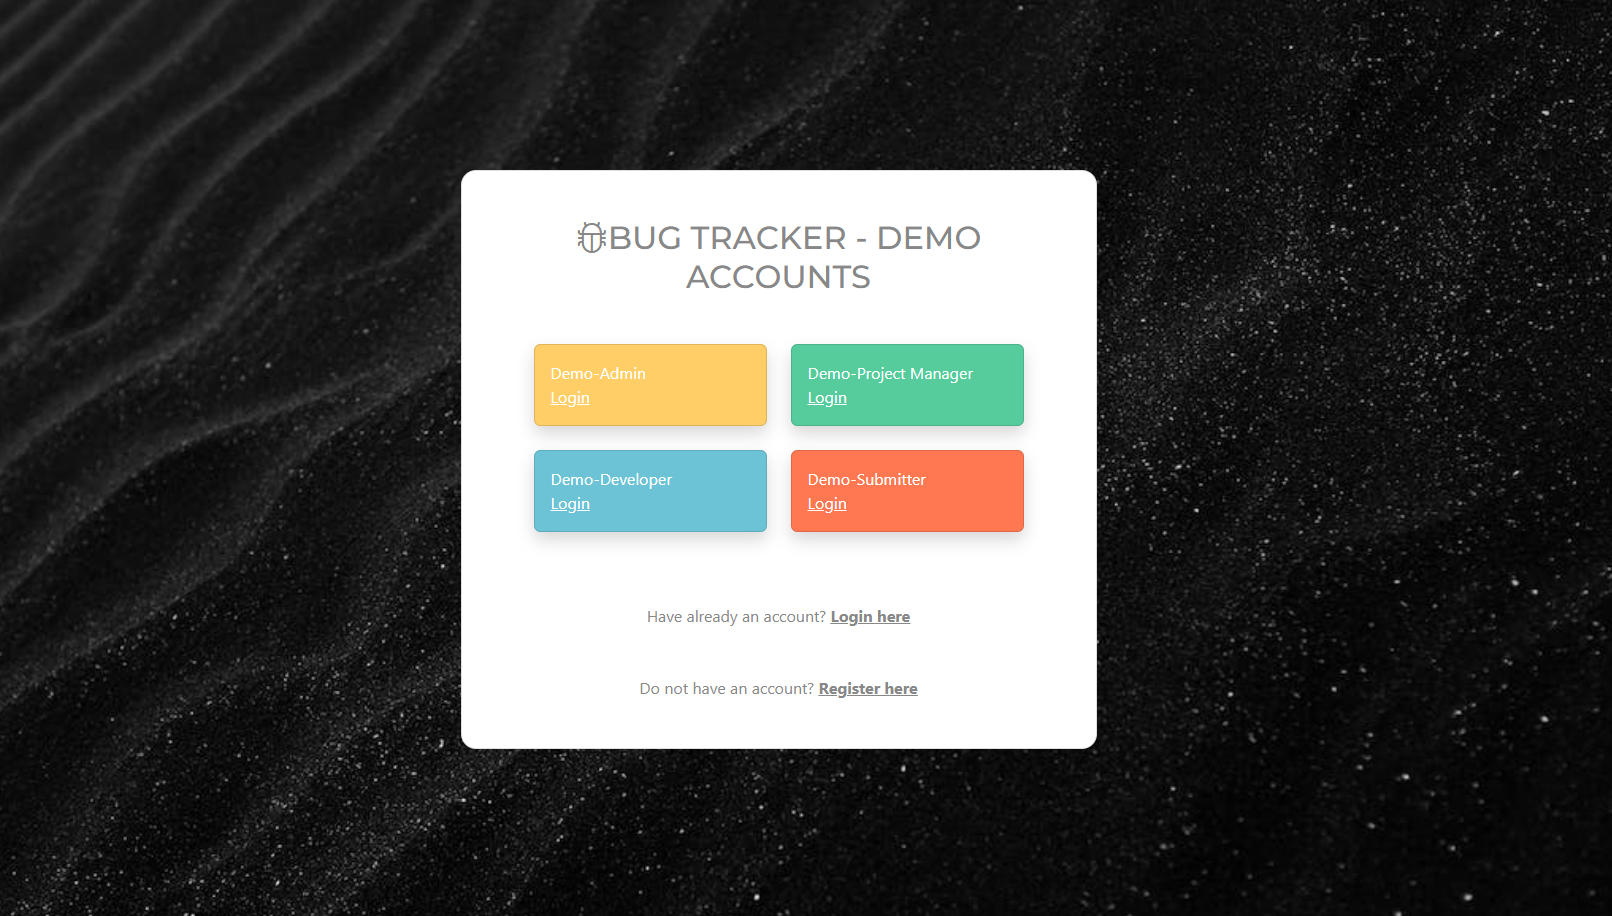 BUG TRACKER - DEMO
ACCOUNTS
Demo-Admin
Login
Demo-Project Manager
Login
Demo-Developer
Login
Demo-Submitter
Login
Have already an account? Login here
Do not have an account? Register here